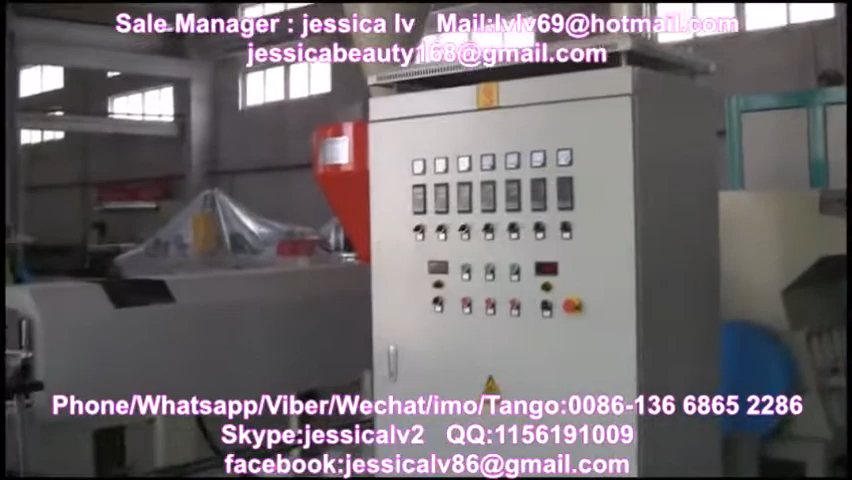 Sale Manager : jessica lv Mail:lvlv69@hotmail.com
jessicabeauty168@gmail.com
Phone/Whatsapp/Viber/Wechat/imo/Tango:0086-136 6865 2286
Skype:jessicalv2 QQ:1156191009
facebook:jessicalv86@gmail.com